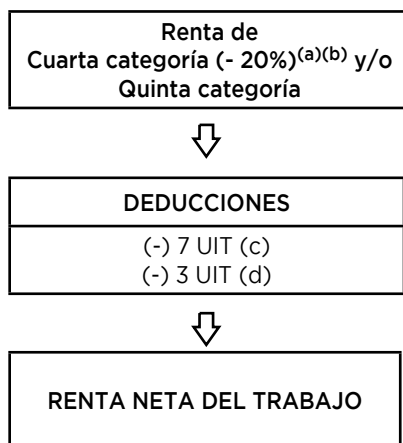 Renta de
Cuarta categoría (- 20%)(a)(b) y/o
Quinta categoría
DEDUCCIONES
(-) 7 UIT (c)
(-) 3 UIT (d)
RENTA NETA DEL TRABAJO